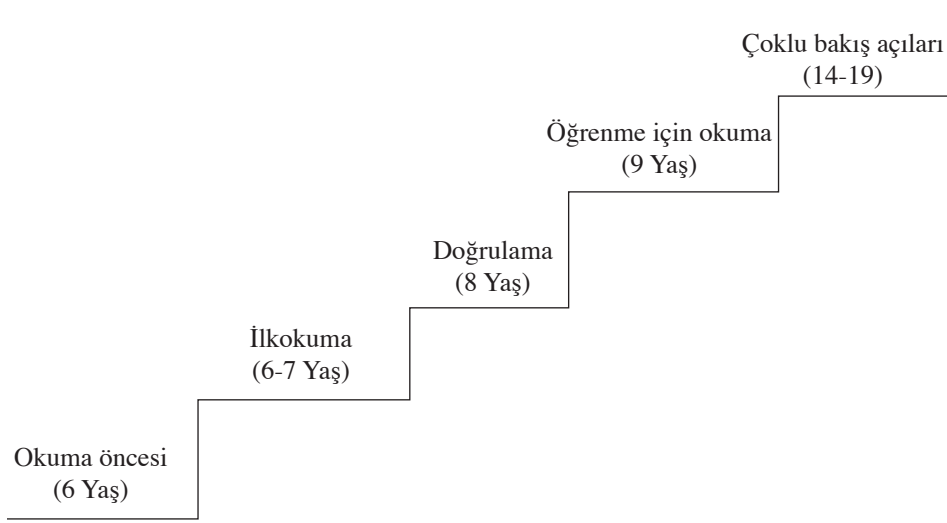 Çoklu bakış açıları
(14-19)
Öğrenme için okuma
(9 Yaş)
Doğrulama
(8 Yaş)
İlkokuma
(6-7 Yaş)
Okuma öncesi
(6 Yaş)